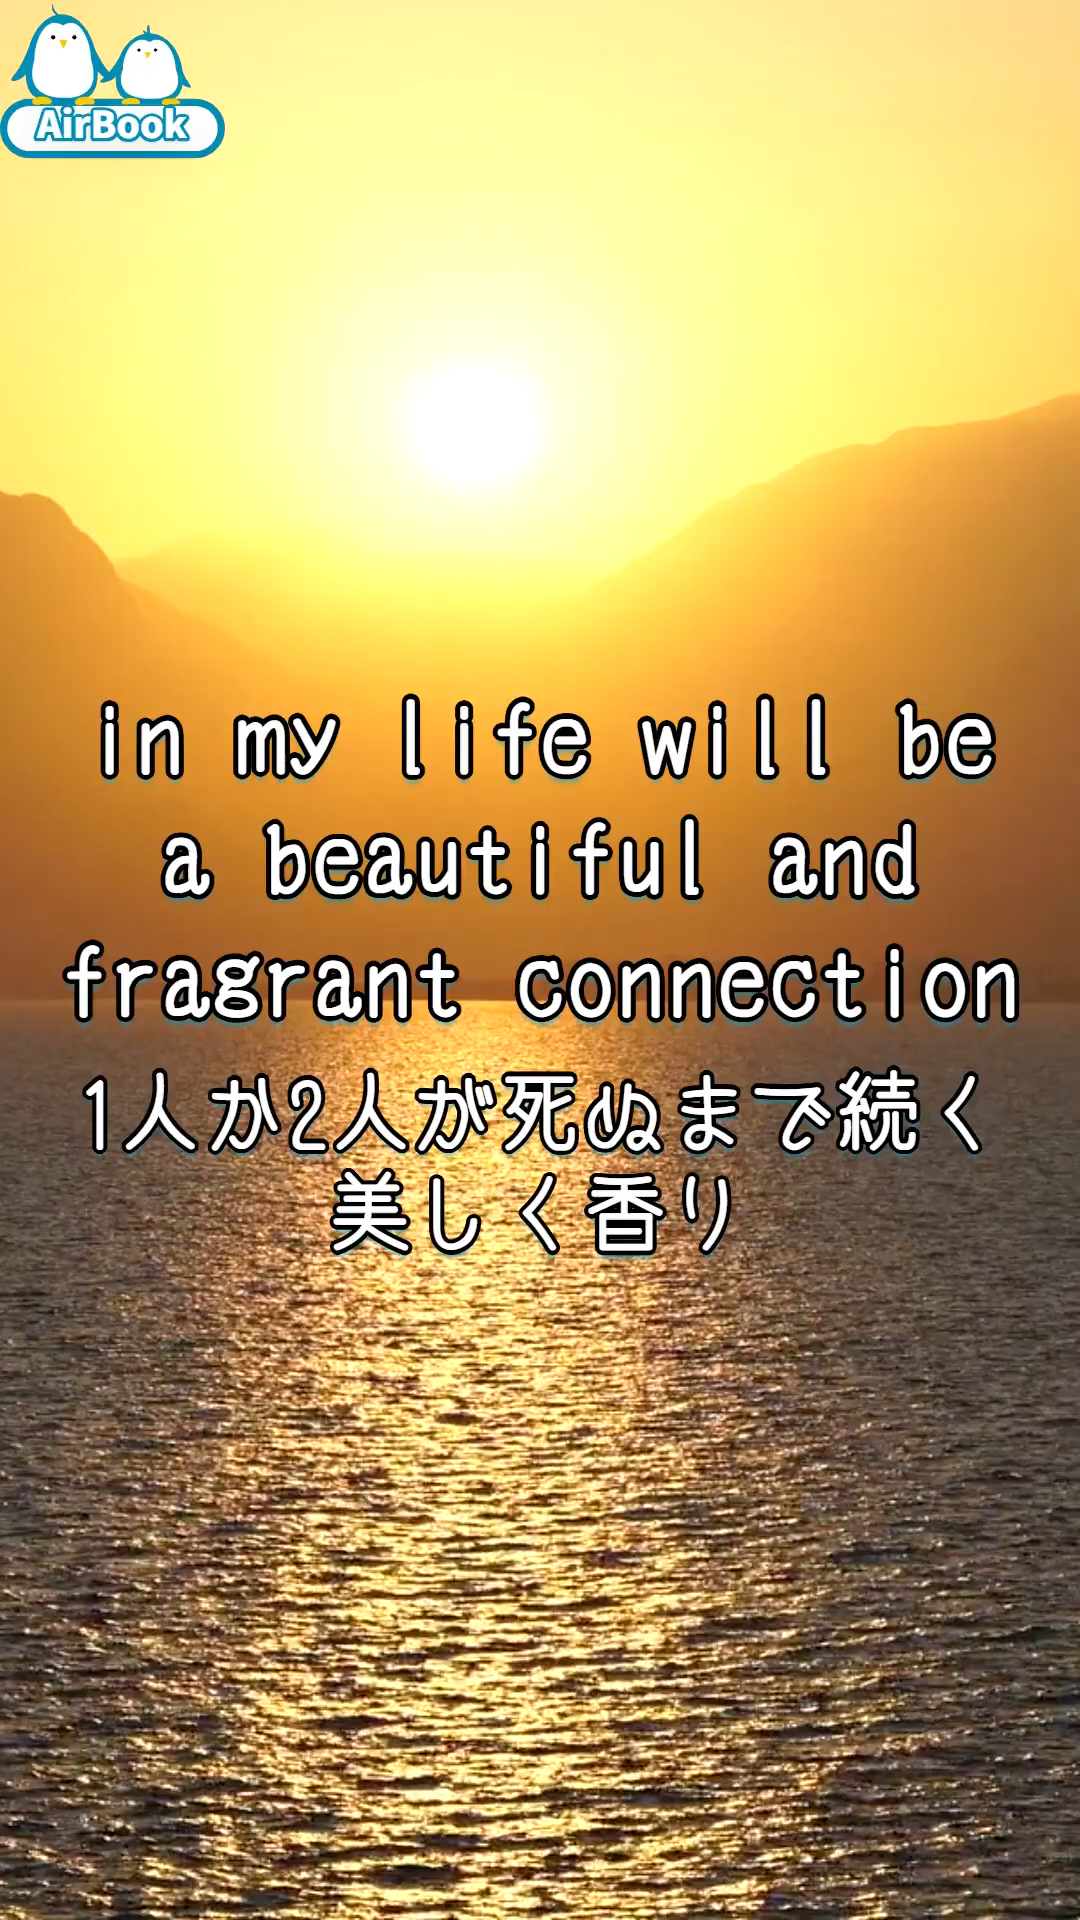 AirBook
in my life will be
a beautiful and
fragrant connection
1人か2人が死ぬまで続く
美しく香り